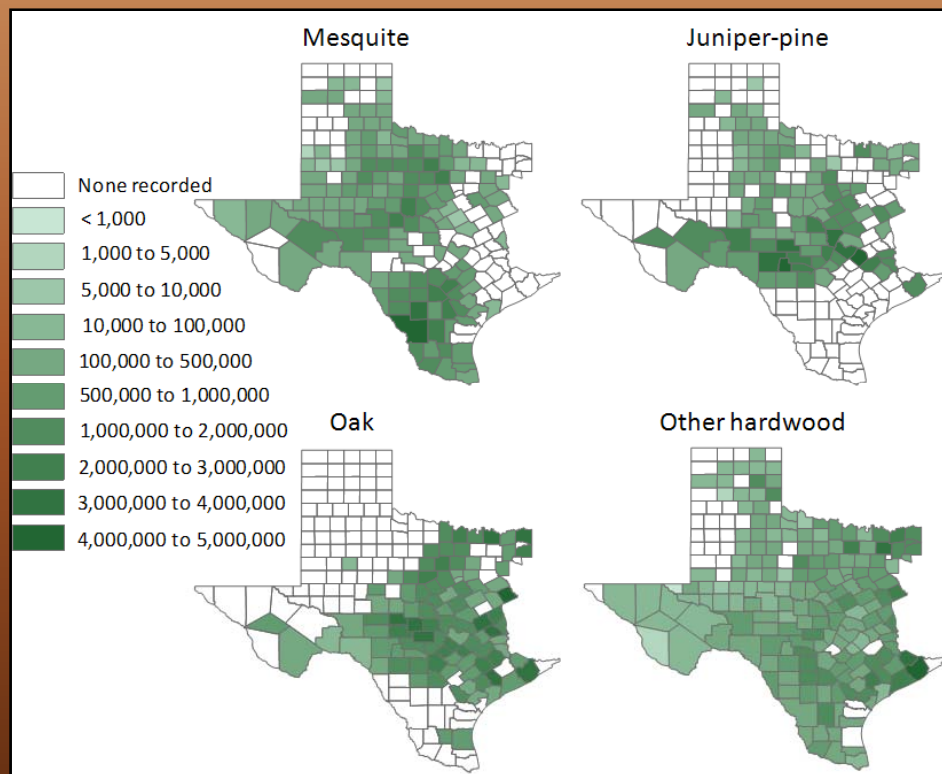 Mesquite
Juniper-pine
None recorded
< 1,000
1,000 to 5,000
5,000 to 10,000
10,000 to 100,000
100,000 to 500,000
500,000 to 1,000,000
1,000,000 to 2,000,000
2,000,000 to 3,000,000
3,000,000 to 4,000,000
4,000,000 to 5,000,000
Oak
Other hardwood